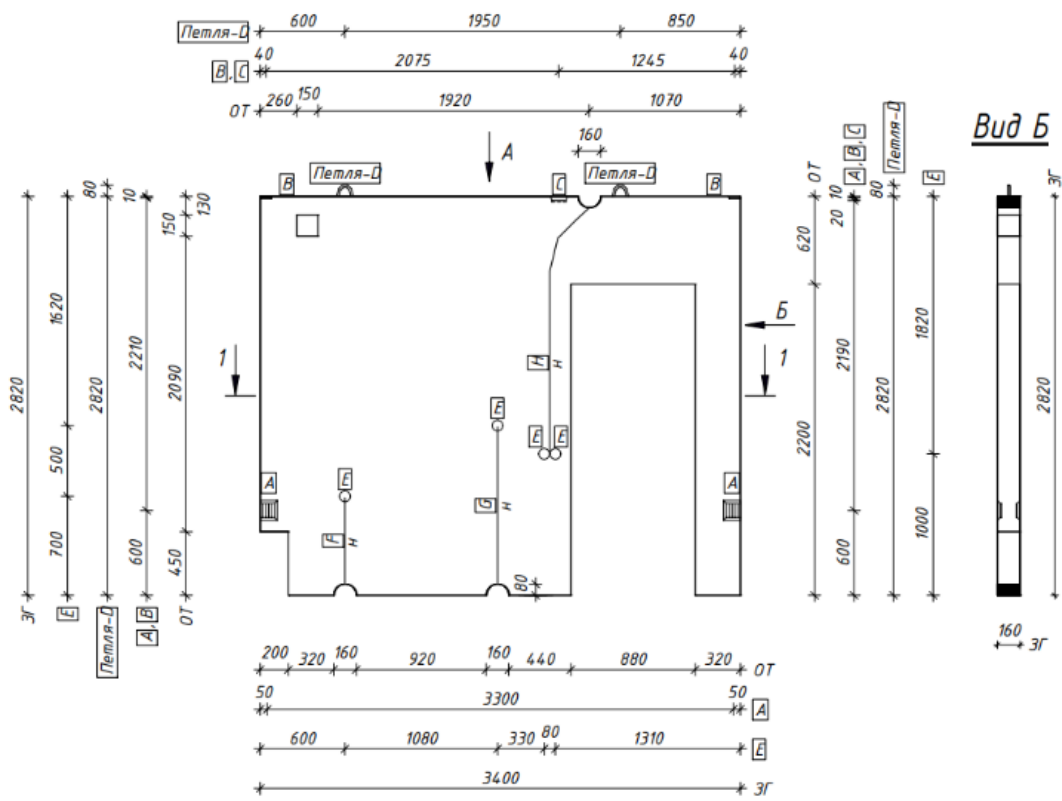 600 1950 850
Петля-D
40 2075 1245 40
B,C
260 150 1920 1070
ОТ
160
Вид Б
А
Петля-D
B
Петля-D
C
Петля-D
B
80
10
130
150
1620
2210
2820
2820
2090
500
700
600
450
1
A
F
н
E
G
н
E
H
н
E
E
80
Б
1
A
ОТ
A, B, C
Петля-D
E
10
20
80
620
2190
1820
2820
2200
600
1000
ЗГ
2820
160
ЗГ
ЗГ
E
Петля-D
A, B
ОТ
200 320 160 920 160 440 880 320
ОТ
50 3300 50
A
600 1080 330 80 1310
E
3400
ЗГ